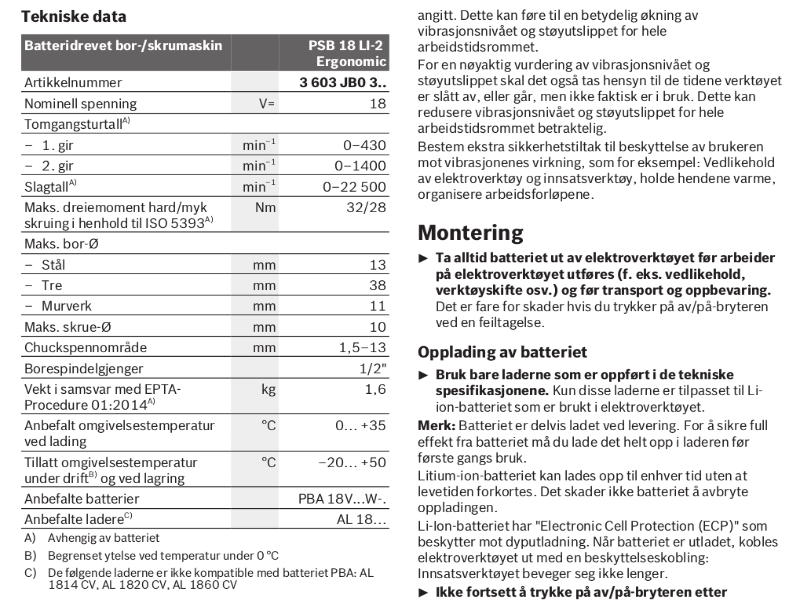 Tekniske data
Batteridrevet bor-/skrumaskin PSB 18 LI-2
Ergonomic
Artikkelnummer 3 603 JB0 3..
Nominell spenning V= 18
TomgangsturtallA)
– 1. gir min⁻¹ 0–430
– 2. gir min⁻¹ 0–1400
SlagtallA) min⁻¹ 0–22 500
Maks. dreiemoment hard/myk Nm 32/28
skruing i henhold til ISO 5393A)
Maks. bor-Ø
– Stål mm 13
– Tre mm 38
– Murverk mm 11
Maks. skrue-Ø mm 10
Chuckspennområde mm 1,5–13
Borespindelgjenger 1/2"
Vekt i samsvar med EPTA- kg 1,6
Procedure 01:2014A)
Anbefalt omgivelsestemperatur °C 0... +35
ved lading
Tillatt omgivelsestemperatur °C –20... +50
under driftB) og ved lagring
Anbefalte batterier PBA 18V...W-.
Anbefalte ladereC) AL 18...
A) Avhengig av batteriet
B) Begrenset ytelse ved temperatur under 0 °C
C) De følgende laderne er ikke kompatible med batteriet PBA: AL
1814 CV, AL 1820 CV, AL 1860 CV
angitt. Dette kan føre til en betydelig økning av
vibrasjonsnivået og støyutslippet for hele
arbeidstidsrommet.
For en nøyaktig vurdering av vibrasjonsnivået og
støyutslippet skal det også tas hensyn til de tidene verktøyet
er slått av, eller går, men ikke faktisk er i bruk. Dette kan
redusere vibrasjonsnivået og støyutslippet for hele
arbeidstidsrommet betraktelig.
Bestem ekstra sikkerhetstiltak til beskyttelse av brukeren
mot vibrasjonenes virkning, som for eksempel: Vedlikehold
av elektroverktøy og innsatsverktøy, holde hendene varme,
organisere arbeidsforløpene.
Montering
► Ta alltid batteriet ut av elektroverktøyet før arbeider
på elektroverktøyet utføres (f. eks. vedlikehold,
verktøyskifte osv.) og før transport og oppbevaring.
Det er fare for skader hvis du trykker på av/på-bryteren
ved en feiltagelse.
Opplading av batteriet
► Bruk bare laderne som er oppført i de tekniske
spesifikasjonene. Kun disse laderne er tilpasset til Li-
ion-batteriet som er brukt i elektroverktøyet.
Merk: Batteriet er delvis ladet ved levering. For å sikre full
effekt fra batteriet må du lade det helt opp i laderen før
første gangs bruk.
Litium-ion-batteriet kan lades opp til enhver tid uten at
levetiden forkortes. Det skader ikke batteriet å avbryte
oppladingen.
Li-Ion-batteriet har "Electronic Cell Protection (ECP)" som
beskytter mot dyputladning. Når batteriet er utladet, kobles
elektroverktøyet ut med en beskyttelseskobling:
Innsatsverktøyet beveger seg ikke lenger.
► Ikke fortsett å trykke på av/på-bryteren etter